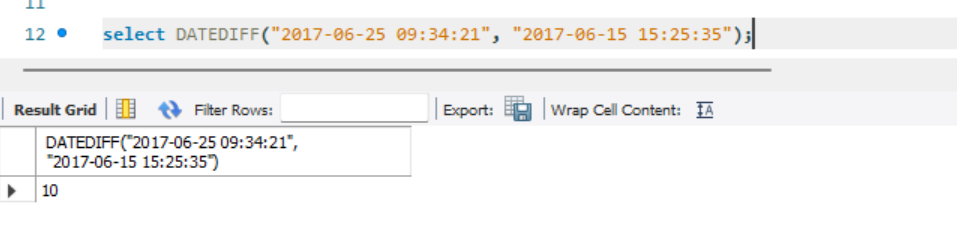 11
12 select DATEDIFF("2017-06-25 09:34:21", "2017-06-15 15:25:35");
Result Grid Filter Rows: Export: Wrap Cell Content:
DATEDIFF("2017-06-25 09:34:21",
"2017-06-15 15:25:35")
10